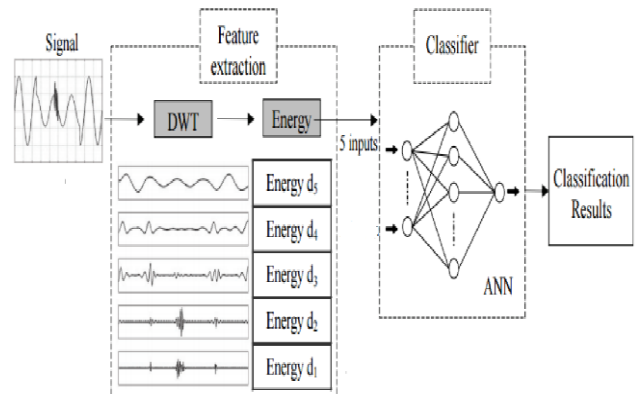 Signal
Feature
extraction
Classifier
DWT
Energy
5 inputs
Energy d₅
Energy d₄
Energy d₃
Energy d₂
Energy d₁
ANN
Classification
Results